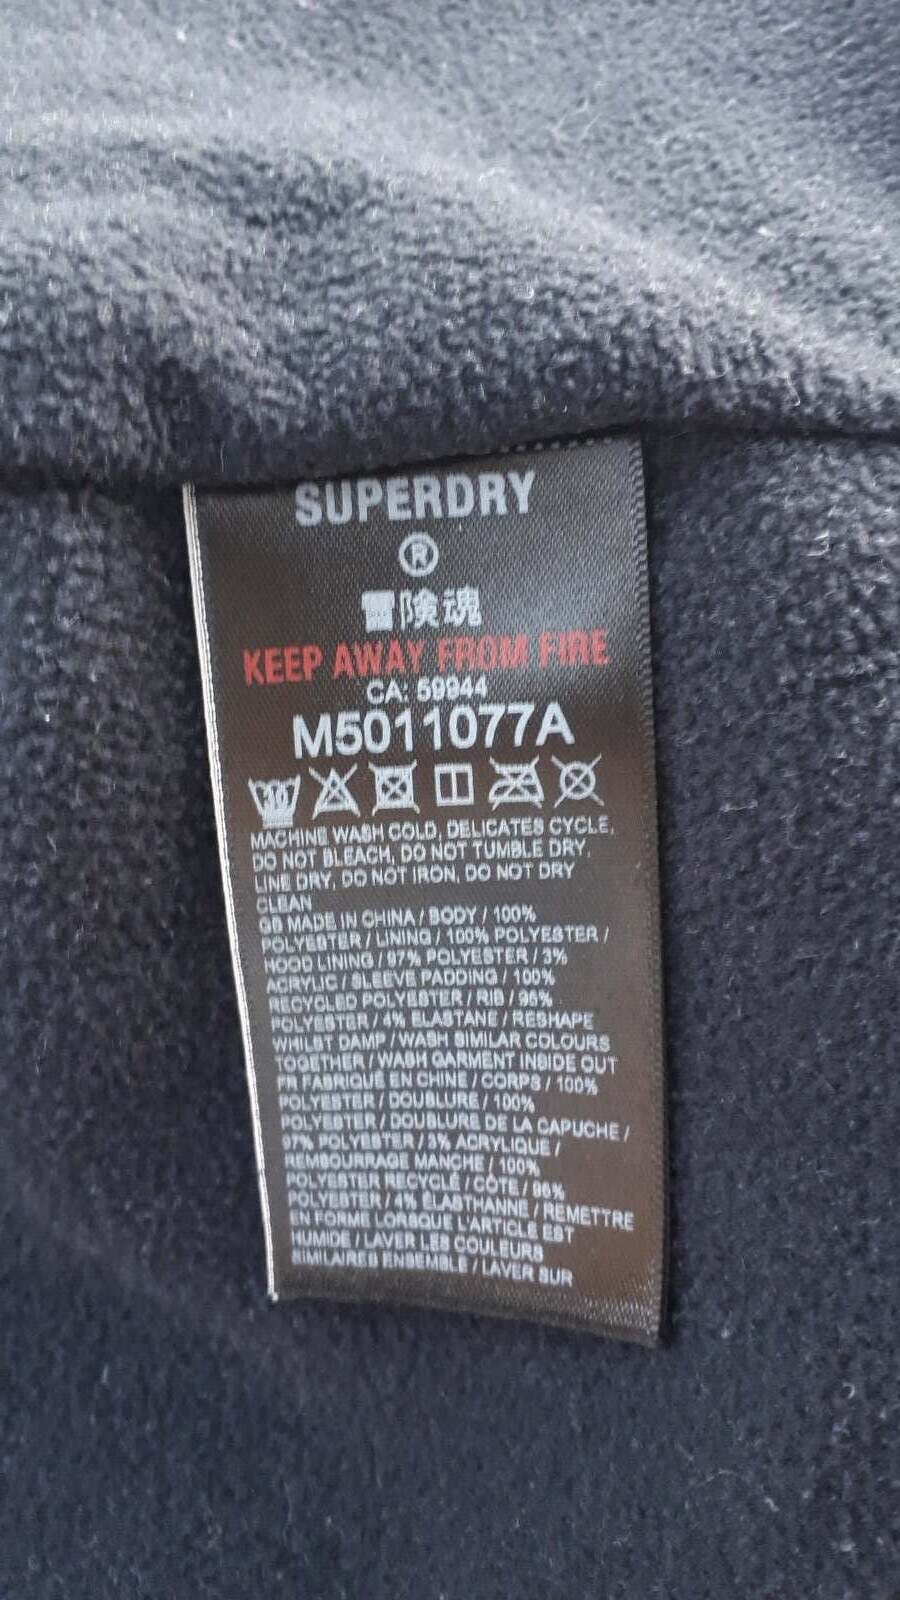 SUPERDRY
®
冒険魂
KEEP AWAY FROM FIRE
CA: 59944
M5011077A
30
MACHINE WASH COLD, DELICATES CYCLE,
DO NOT BLEACH, DO NOT TUMBLE DRY,
LINE DRY, DO NOT IRON, DO NOT DRY
CLEAN
GB MADE IN CHINA / BODY / 100%
POLYESTER / LINING / 100% POLYESTER /
HOOD LINING / 97% POLYESTER / 3%
ACRYLIC / SLEEVE PADDING / 100%
RECYCLED POLYESTER / RIB / 96%
POLYESTER / 4% ELASTANE / RESHAPE
WHILST DAMP / WASH SIMILAR COLOURS
TOGETHER / WASH GARMENT INSIDE OUT
FR FABRIQUÉ EN CHINE / CORPS / 100%
POLYESTER / DOUBLURE / 100%
POLYESTER / DOUBLURE DE LA CAPUCHE /
97% POLYESTER / 3% ACRYLIQUE /
REMBOURRAGE MANCHE / 100%
POLYESTER RECYCLÉ / CÔTE / 96%
POLYESTER / 4% ÉLASTHANNE / REMETTRE
EN FORME LORSQUE L'ARTICLE EST
HUMIDE / LAVER LES COULEURS
SIMILAIRES ENSEMBLE / LAVER SUR